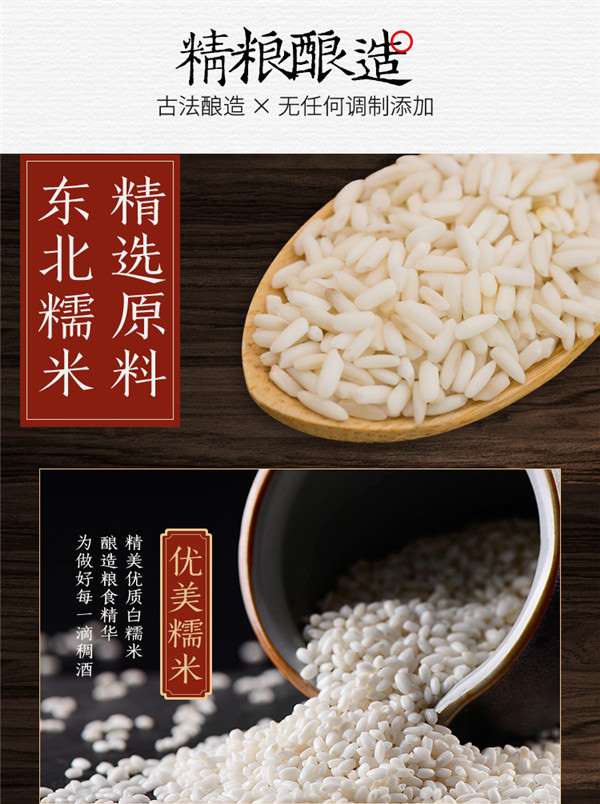 精粮酿造
古法酿造 × 无任何调制添加
精选原料
东北糯米
优美糯米
精美优质白糯米
酿造粮食精华
为做好每一滴稠酒